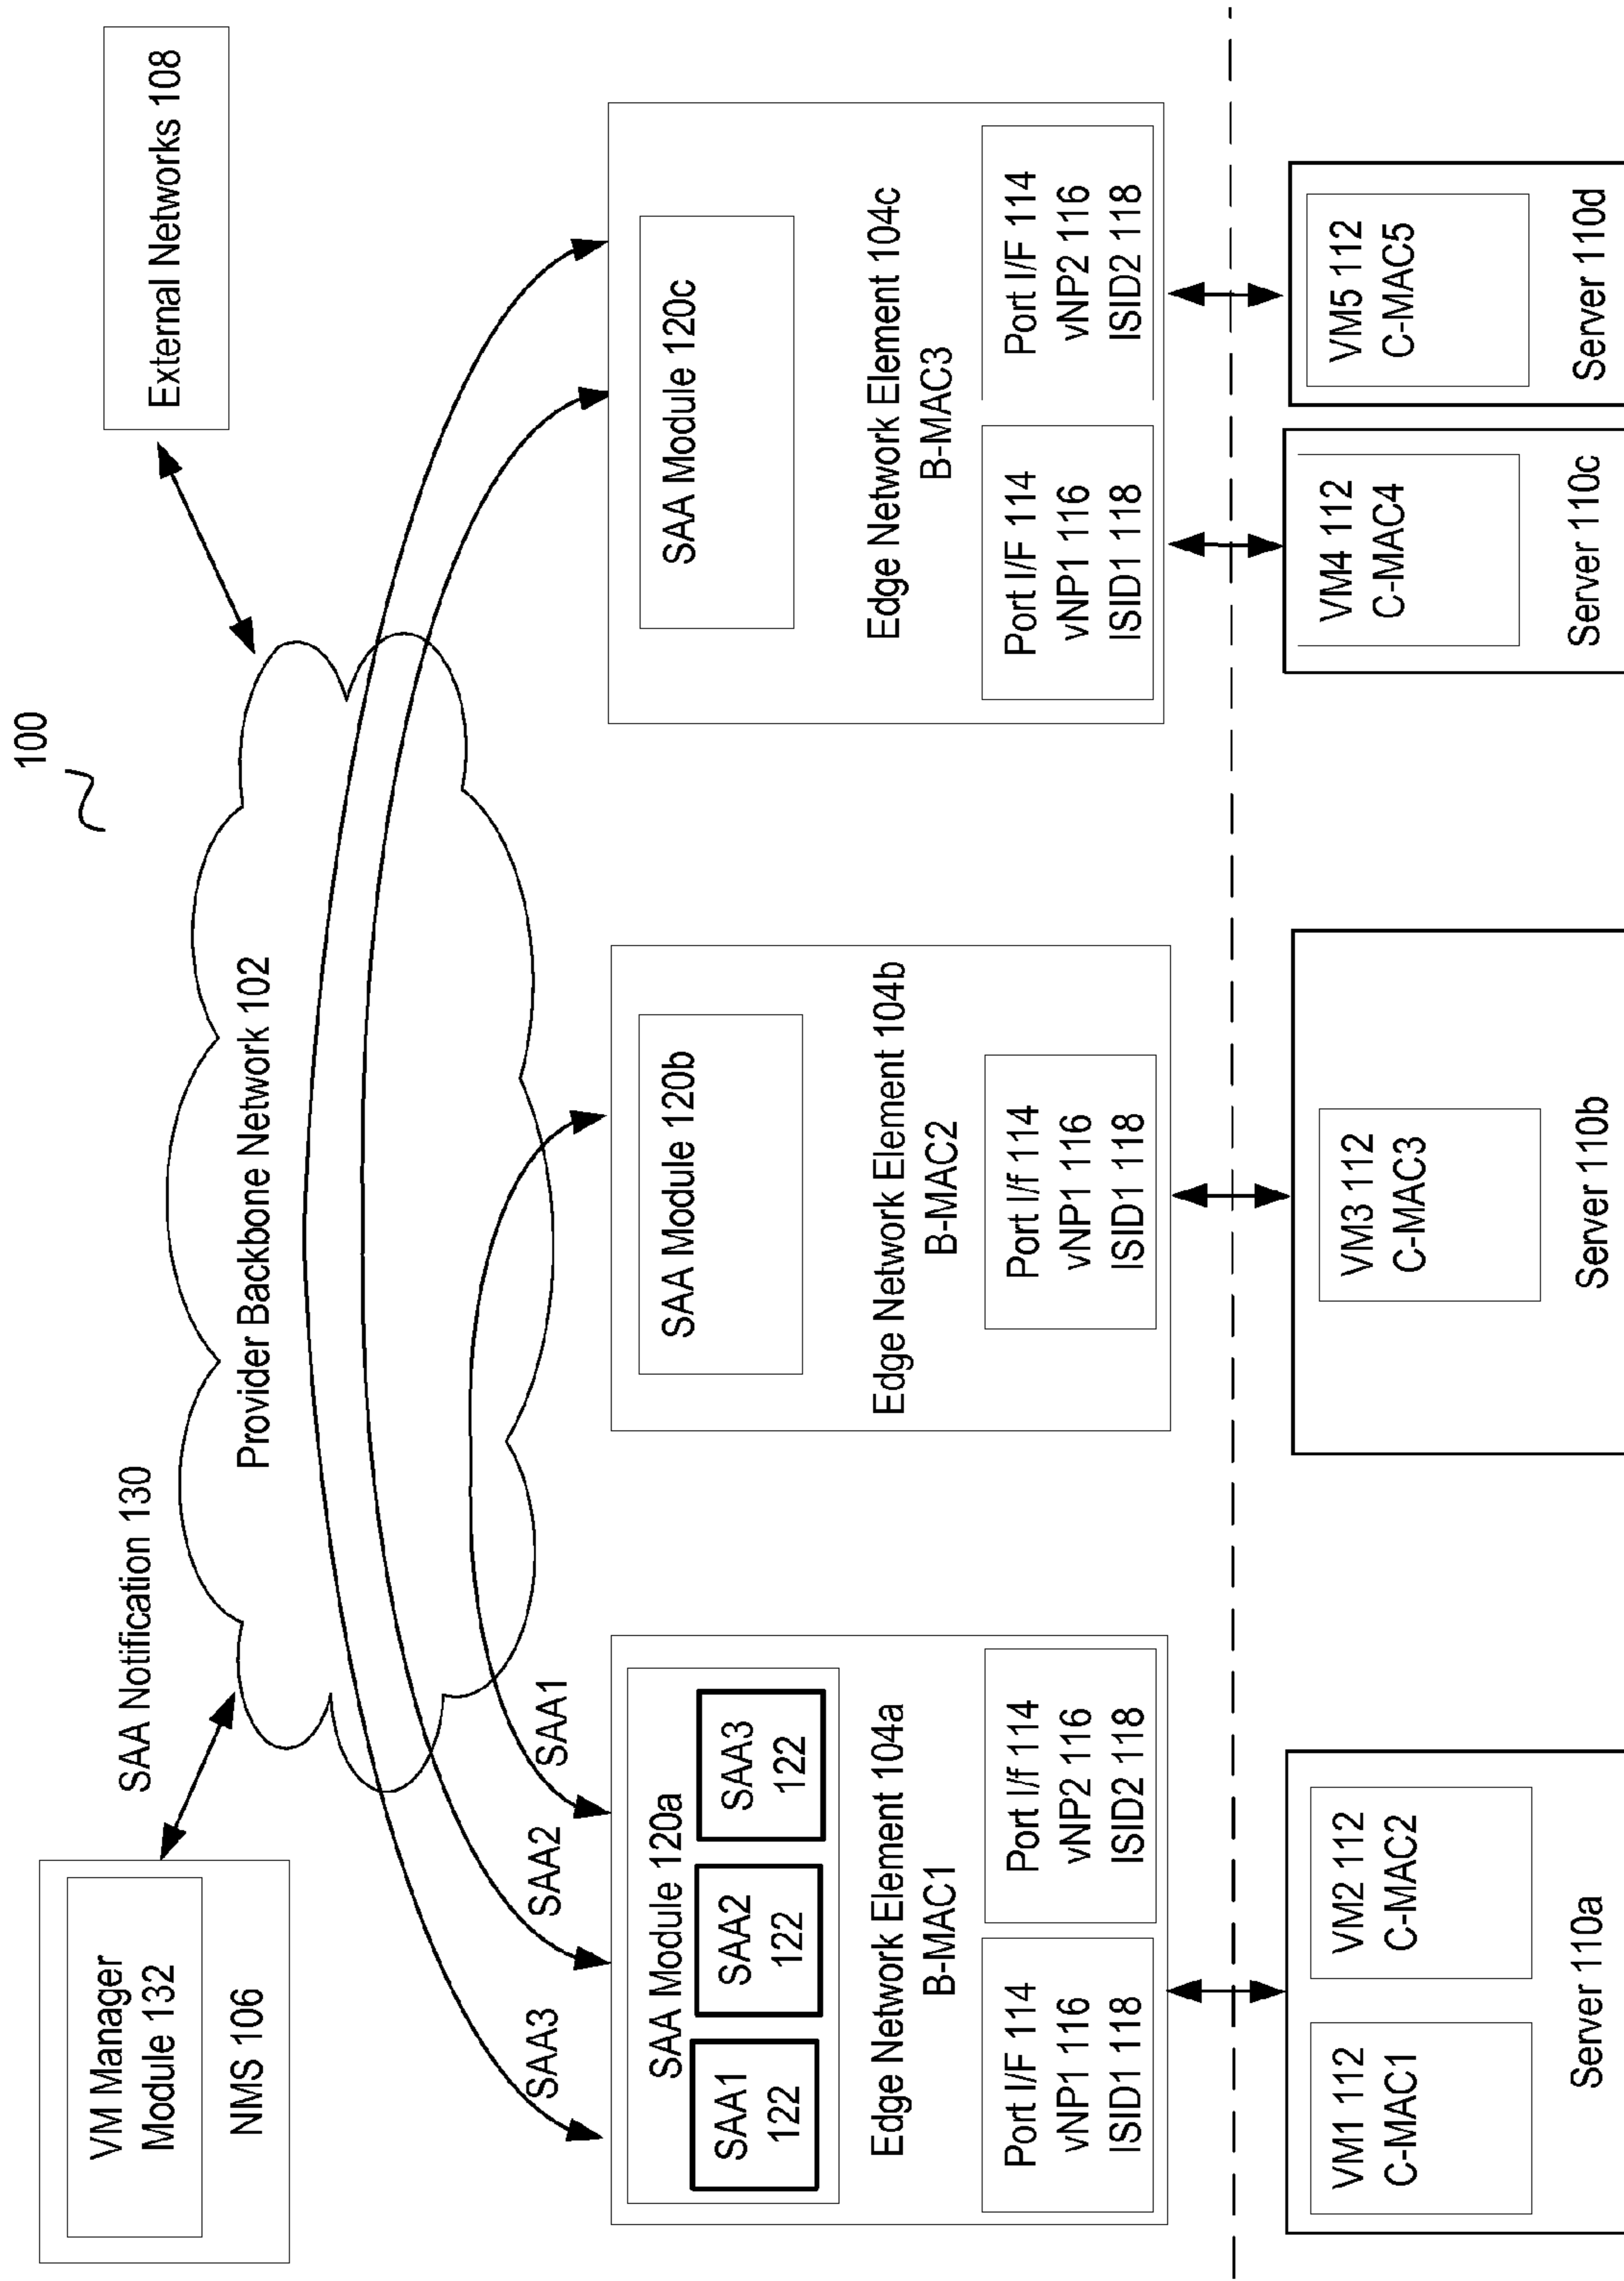 100
VM Manager
Module 132
NMS 106
SAA Notification 130
External Networks 108
Provider Backbone Network 102
SAA3
SAA2
SAA1
SAA Module 120a
SAA1
122
SAA2
122
SAA3
122
Edge Network Element 104a
B-MAC1
Port I/F 114
vNP1 116
ISID1 118
Port I/f 114
vNP2 116
ISID2 118
SAA Module 120b
Edge Network Element 104b
B-MAC2
Port I/f 114
vNP1 116
ISID1 118
SAA Module 120c
Edge Network Element 104c
B-MAC3
Port I/F 114
vNP1 116
ISID1 118
Port I/F 114
vNP2 116
ISID2 118
VM1 112
C-MAC1
VM2 112
C-MAC2
Server 110a
VM3 112
C-MAC3
Server 110b
VM4 112
C-MAC4
Server 110c
VM5 112
C-MAC5
Server 110d